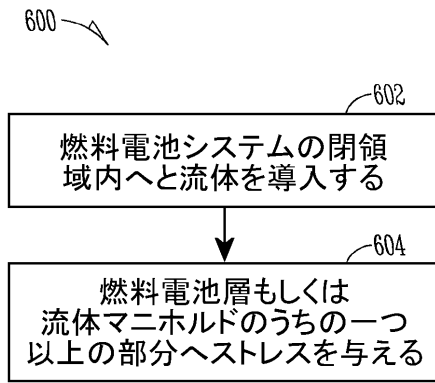 600
602
燃料電池システムの閉領
域内へと流体を導入する
604
燃料電池層もしくは
流体マニホルドのうちの一つ
以上の部分へストレスを与える